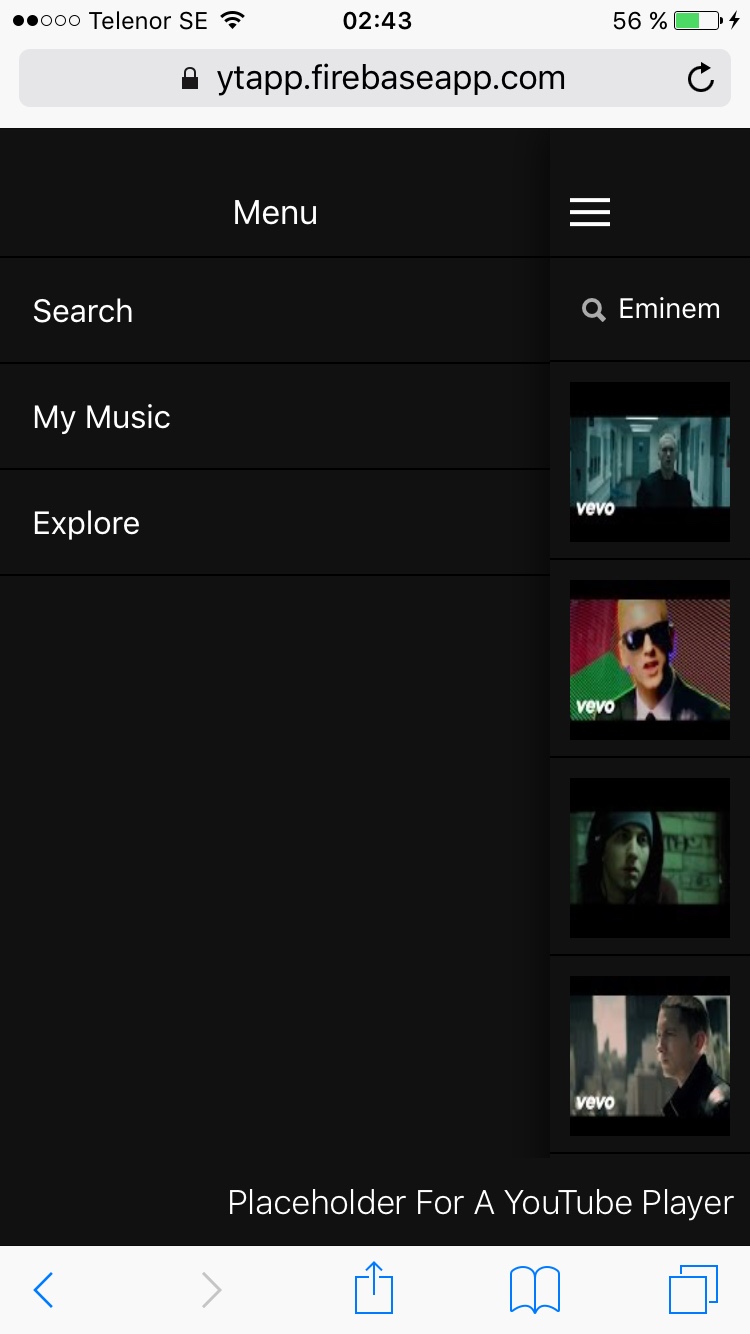 Telenor SE 02:43 56 %
ytapp.firebaseapp.com
Menu
Search
Eminem
My Music
Explore
vevo
vevo
vevo
Placeholder For A YouTube Player